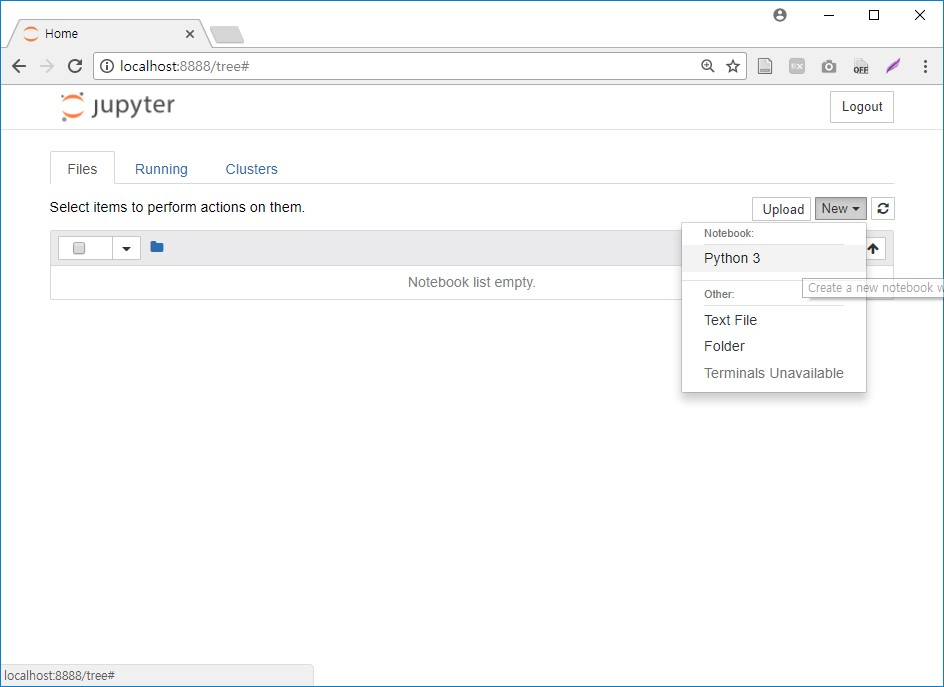 Home
localhost:8888/tree#
OFF
jupyter
Logout
Files Running Clusters
Select items to perform actions on them.
Upload New
Notebook:
Python 3
Notebook list empty.
Create a new notebook w
Other:
Text File
Folder
Terminals Unavailable
localhost:8888/tree#